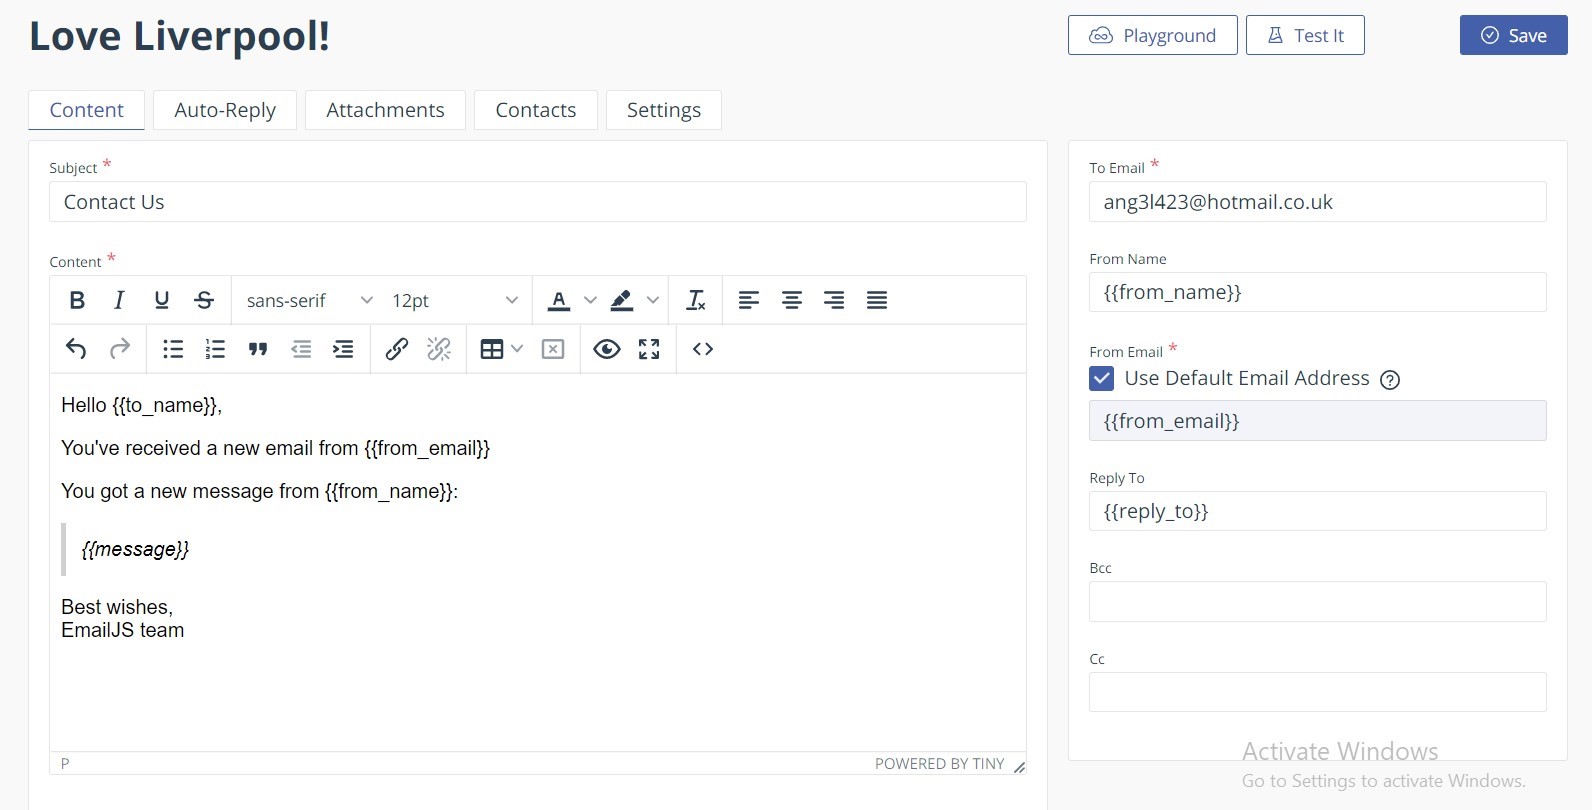 Love Liverpool!
Playground
Test It
Save
Content
Auto-Reply
Attachments
Contacts
Settings
Subject *
Contact Us
Content *
B I U S sans-serif 12pt A
Hello {{to_name}},
You've received a new email from {{from_email}}
You got a new message from {{from_name}}:
{{message}}
Best wishes,
EmailJS team
P
POWERED BY TINY
To Email *
ang3l423@hotmail.co.uk
From Name
{{from_name}}
From Email *
Use Default Email Address
{{from_email}}
Reply To
{{reply_to}}
Bcc
Cc
Activate Windows
Go to Settings to activate Windows.